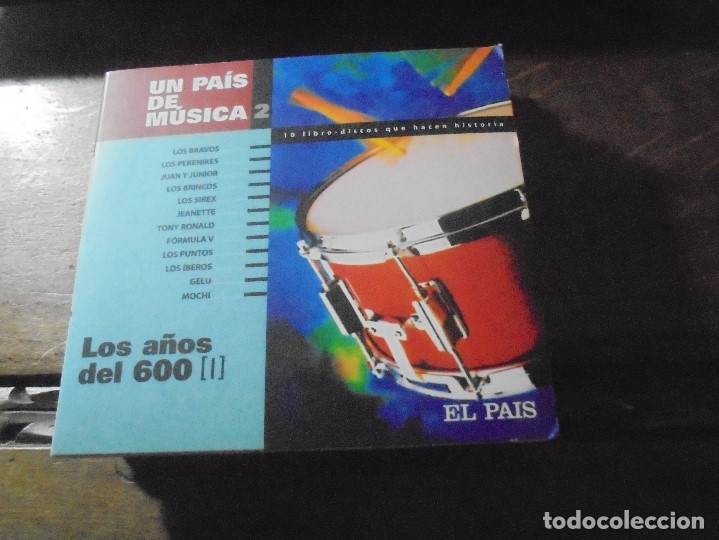 UN PAÍS
DE
MÚSICA 2
10 libro-discos que hacen historia
LOS BRAVOS
LOS PEKENIKES
JUAN Y JUNIOR
LOS BRINCOS
LOS SIREX
JEANETTE
TONY RONALD
FÓRMULA V
LOS PUNTOS
LOS IBEROS
GELU
MOCHI
Los años
del 600 [I]
EL PAIS
todocoleccion.net